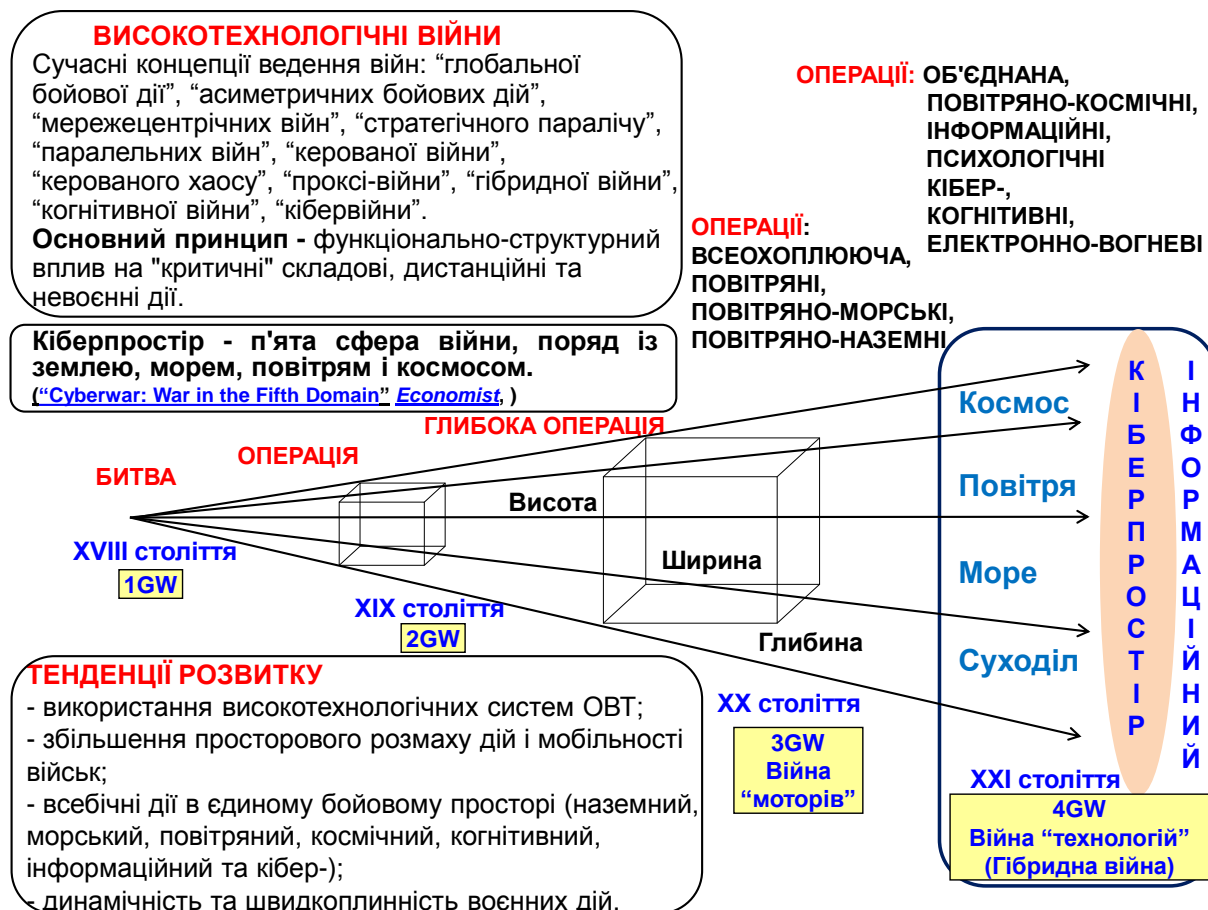 ВИСОКОТЕХНОЛОГІЧНІ ВІЙНИ
Сучасні концепції ведення війн: “глобальної
бойової дії”, “асиметричних бойових дій”,
“мережецентрічних війн”, “стратегічного паралічу”,
“паралельних війн”, “керованої війни”,
“керованого хаосу”, “проксі-війни”, “гібридної війни”,
“когнітивної війни”, “кібервійни”.
Основний принцип - функціонально-структурний
вплив на "критичні" складові, дистанційні та
невоєнні дії.
ОПЕРАЦІЇ: ОБ'ЄДНАНА,
ПОВІТРЯНО-КОСМІЧНІ,
ІНФОРМАЦІЙНІ,
ПСИХОЛОГІЧНІ
КІБЕР-,
КОГНІТИВНІ,
ЕЛЕКТРОННО-ВОГНЕВІ
ОПЕРАЦІЇ:
ВСЕОХОПЛЮЮЧА,
ПОВІТРЯНІ,
ПОВІТРЯНО-МОРСЬКІ,
ПОВІТРЯНО-НАЗЕМНІ
Кіберпростір - п'ята сфера війни, поряд із
землею, морем, повітрям і космосом.
(“Cyberwar: War in the Fifth Domain” Economist, )
ГЛИБОКА ОПЕРАЦІЯ
ОПЕРАЦІЯ
БИТВА
Висота
Ширина
Глибина
XVIII століття
1GW
XIX століття
2GW
XX століття
3GW
Війна
“моторів”
Космос
Повітря
Море
Суходіл
КІБЕРПРОСТІР
ІНФОРМАЦІЙНИЙ
XXI століття
4GW
Війна “технологій”
(Гібридна війна)
ТЕНДЕНЦІЇ РОЗВИТКУ
- використання високотехнологічних систем ОВТ;
- збільшення просторового розмаху дій і мобільності
військ;
- всебічні дії в єдиному бойовому просторі (наземний,
морський, повітряний, космічний, когнітивний,
інформаційний та кібер-);
- динамічність та швидкоплинність воєнних дій.